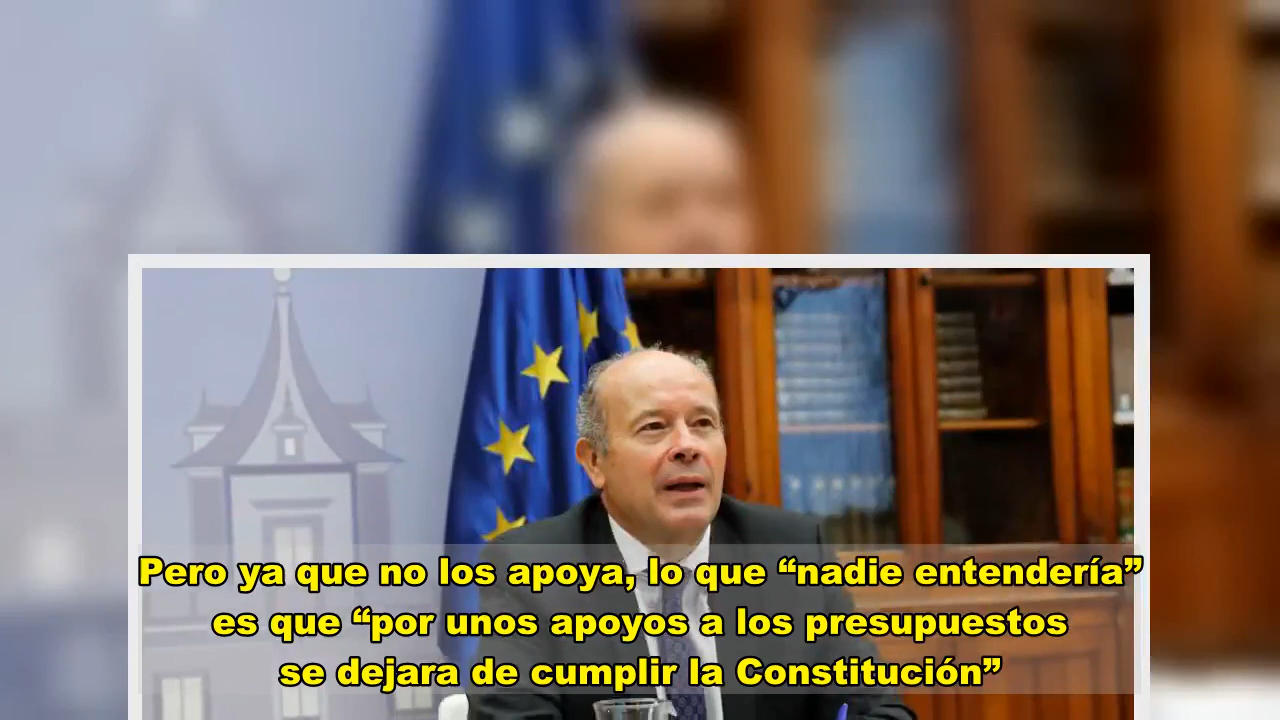 Pero ya que no los apoya, lo que “nadie entendería”
es que “por unos apoyos a los presupuestos
se dejara de cumplir la Constitución”